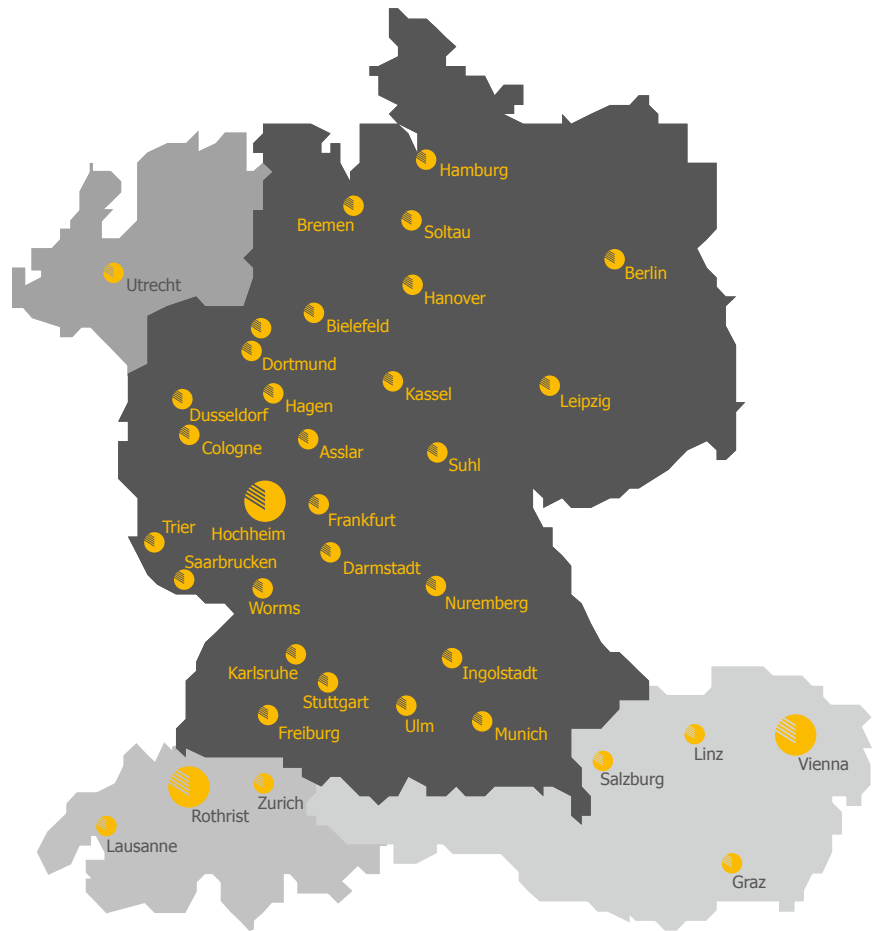 Hamburg
Bremen
Soltau
Berlin
Utrecht
Hanover
Bielefeld
Dortmund
Kassel
Leipzig
Hagen
Dusseldorf
Cologne
Asslar
Suhl
Frankfurt
Trier
Hochheim
Saarbrucken
Darmstadt
Worms
Nuremberg
Karlsruhe
Ingolstadt
Stuttgart
Freiburg
Ulm
Munich
Linz
Vienna
Salzburg
Zurich
Rothrist
Lausanne
Graz